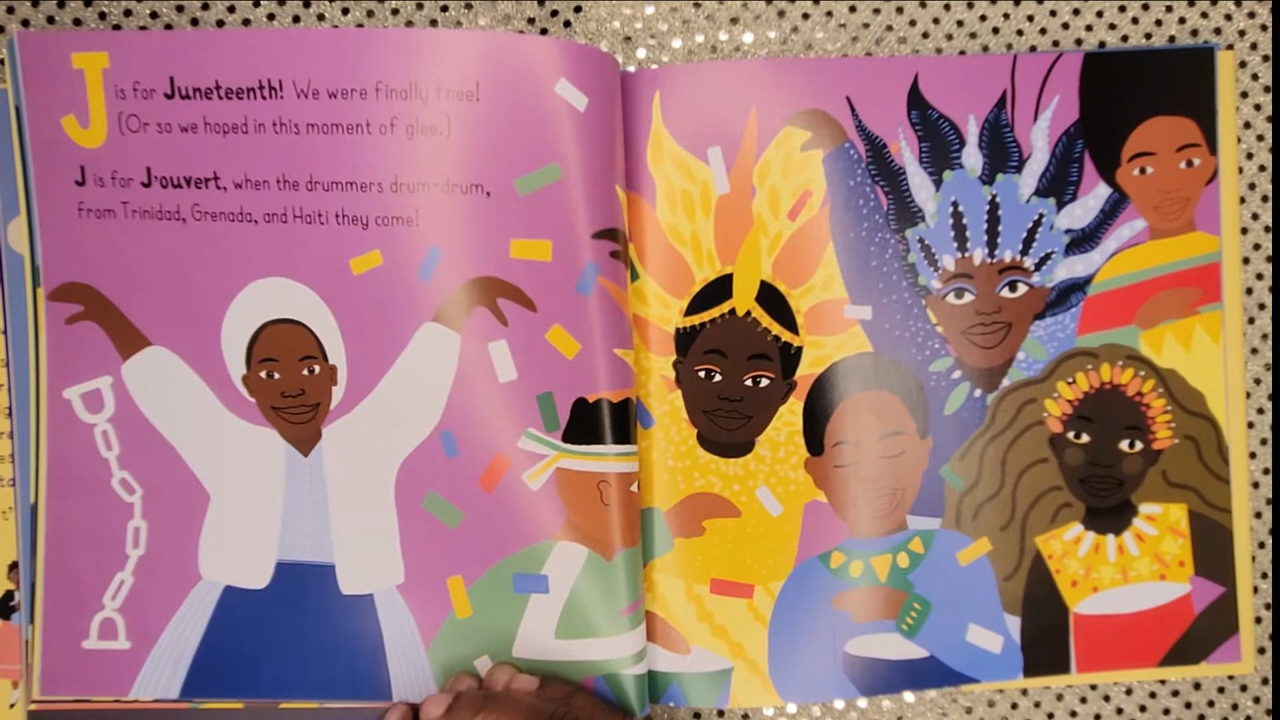 J is for Juneteenth! We were finally free!
(Or so we hoped in this moment of glee.)
J is for J'ouvert, when the drummers drum-drum,
from Trinidad, Grenada, and Haiti they come!